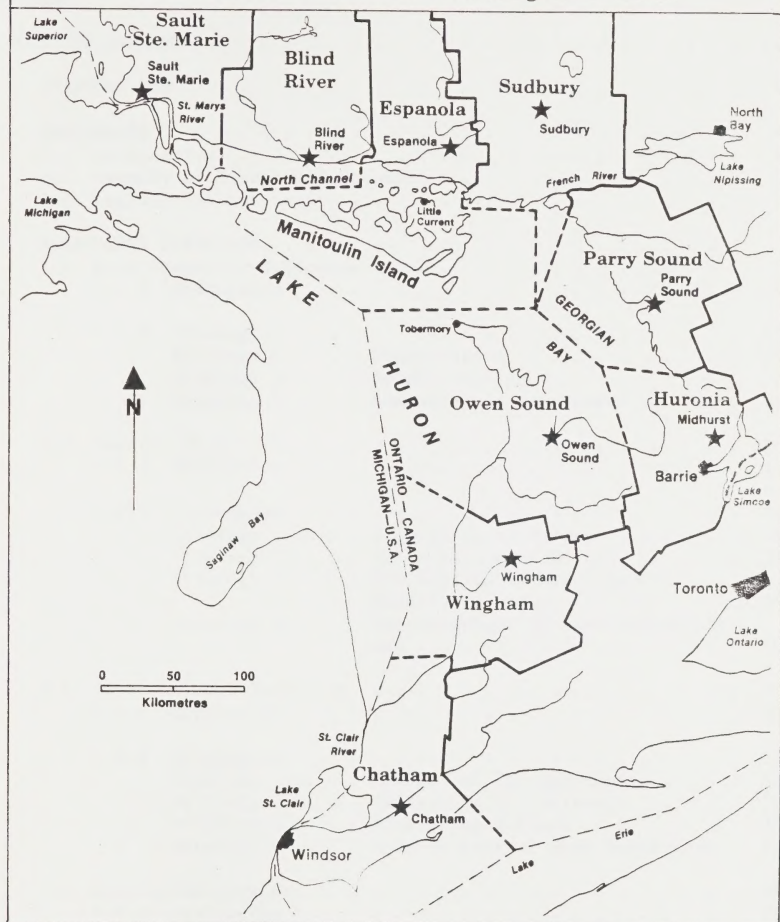 Lake
Superior
Sault
Ste. Marie
Sault
Ste. Marie
St. Marys
River
Blind
River
Blind
River
Espanola
Espanola
Sudbury
Sudbury
North
Bay
Lake
Nipissing
French River
North Channel
Lake
Michigan
Little
Current
Manitoulin Island
LAKE
HURON
Parry Sound
Parry
Sound
GEORGIAN
BAY
Tobermory
N
Owen Sound
Owen
Sound
Huronia
Midhurst
Barrie
Lake
Simcoe
ONTARIO — CANADA
MICHIGAN—U.S.A.
Saginaw Bay
Wingham
Wingham
Toronto
Lake
Ontario
0 50 100
Kilometres
St. Clair
River
Lake
St. Clair
Chatham
Chatham
Windsor
Lake Erie